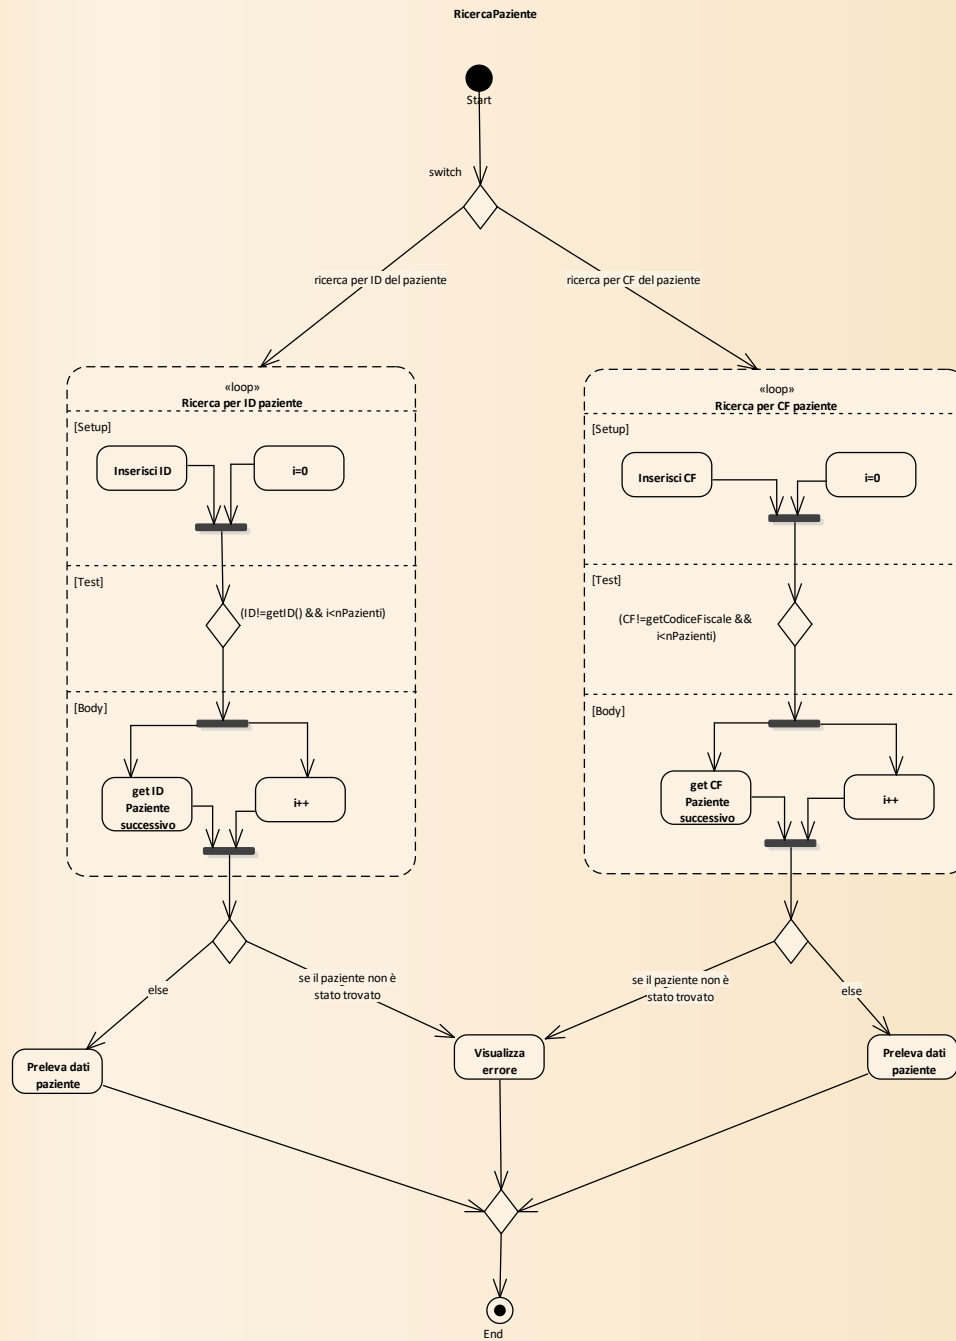 RicercaPaziente
Start
switch
ricerca per ID del paziente
ricerca per CF del paziente
«loop»
Ricerca per ID paziente
[Setup]
Inserisci ID
i=0
[Test]
(ID!=getID() && i<nPazienti)
[Body]
get ID
Paziente
successivo
i++
«loop»
Ricerca per CF paziente
[Setup]
Inserisci CF
i=0
[Test]
(CF!=getCodiceFiscale &&
i<nPazienti)
[Body]
get CF
Paziente
successivo
i++
else
se il paziente non è
stato trovato
se il paziente non è
stato trovato
else
Preleva dati
paziente
Visualizza
errore
Preleva dati
paziente
End